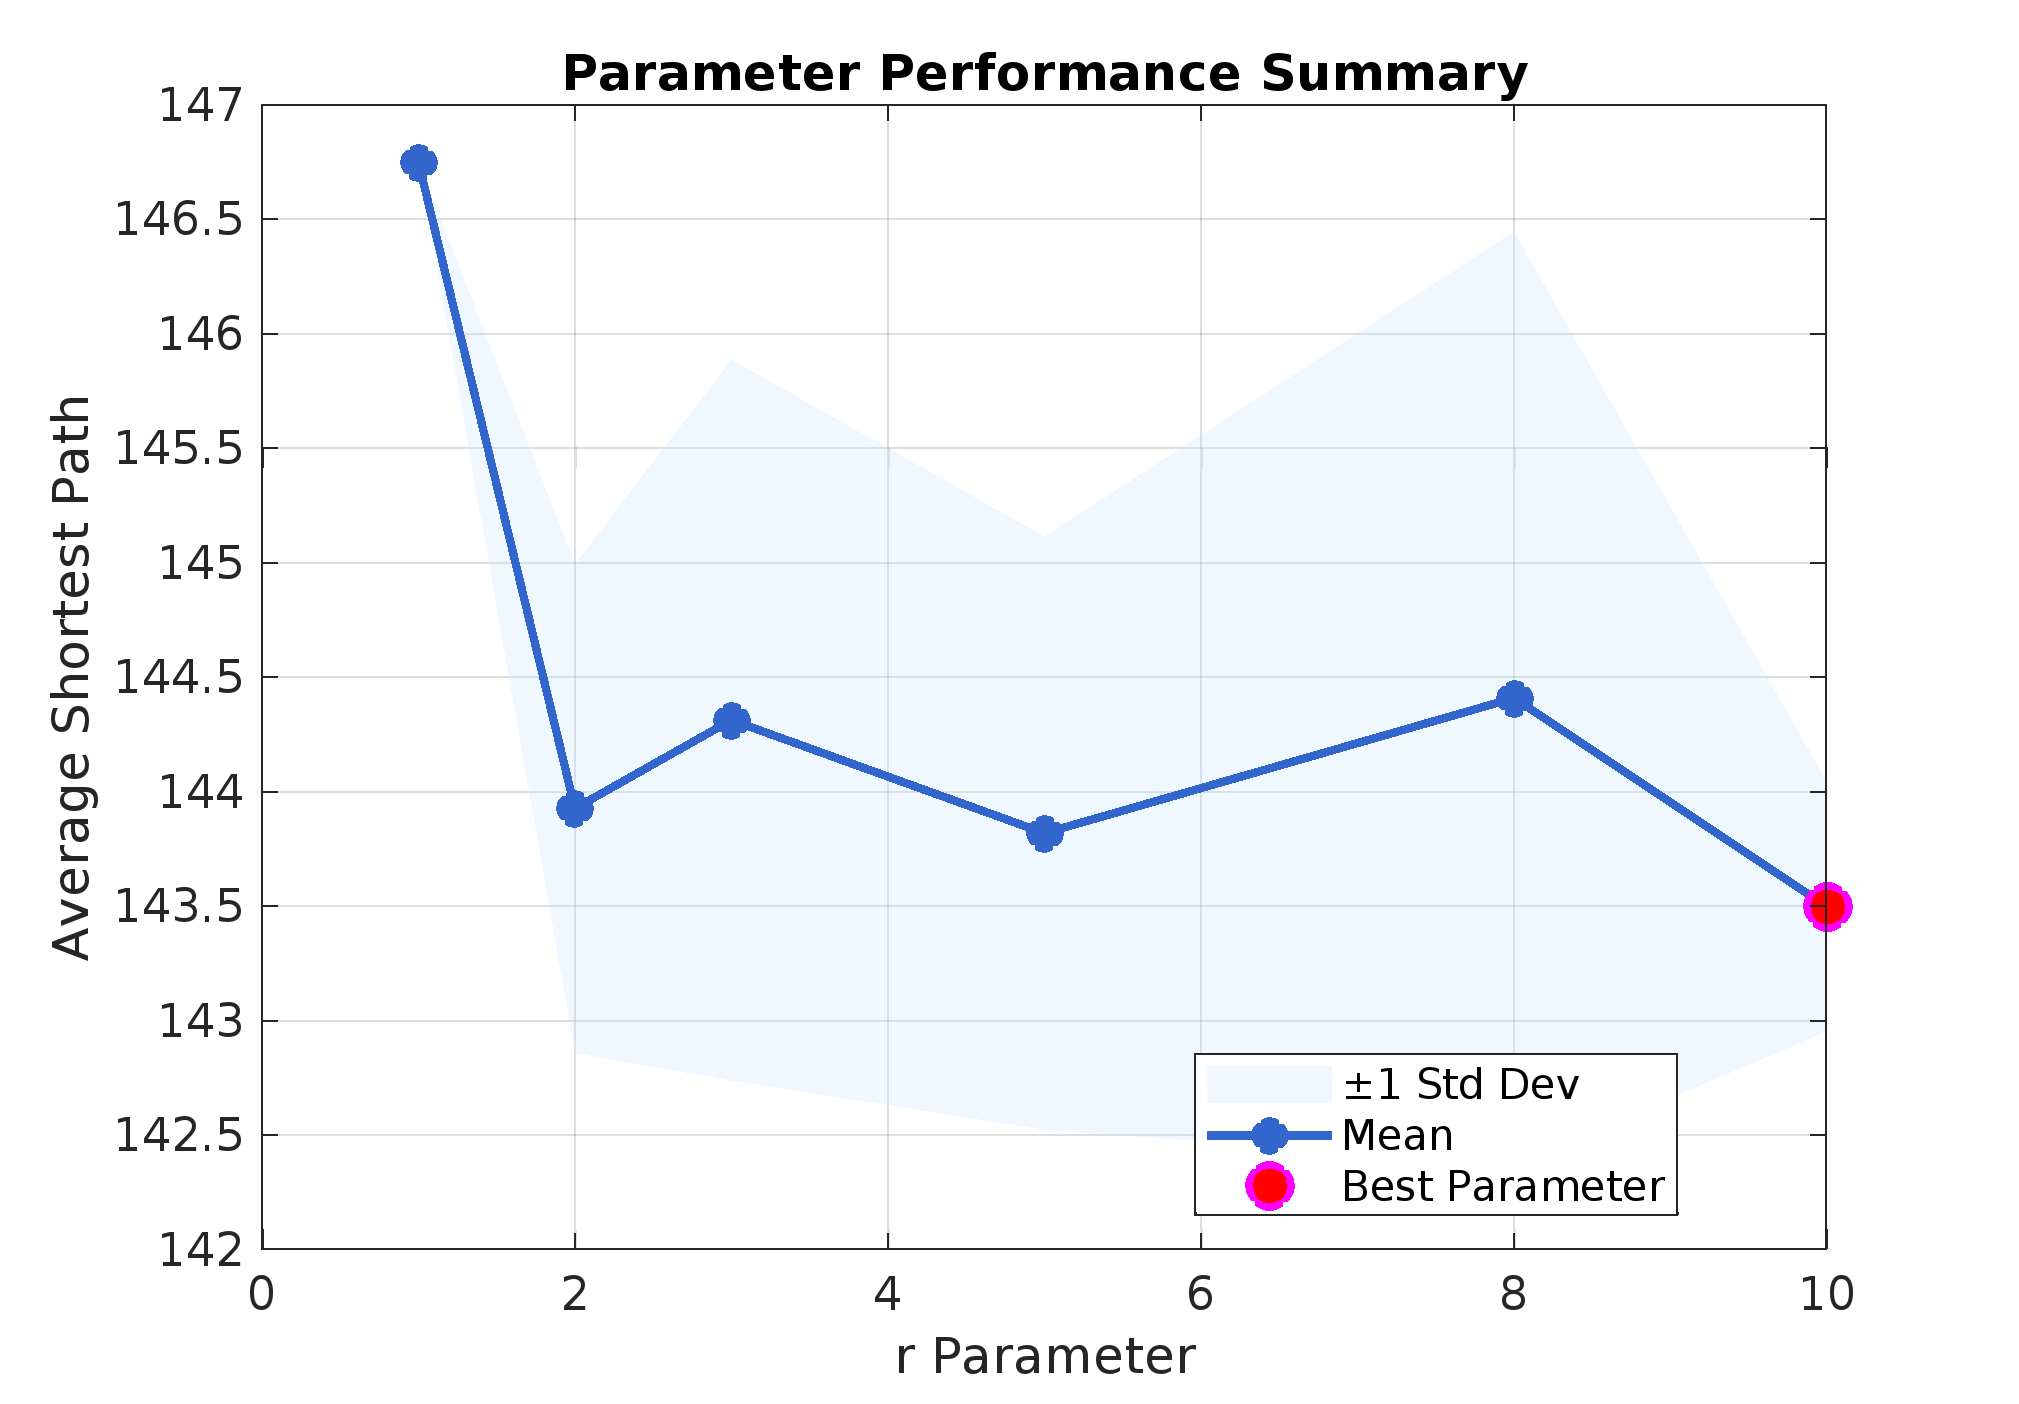 Parameter Performance Summary
147
146.5
146
145.5
145
144.5
144
143.5
143
142.5
142
Average Shortest Path
±1 Std Dev
Mean
Best Parameter
0 2 4 6 8 10
r Parameter